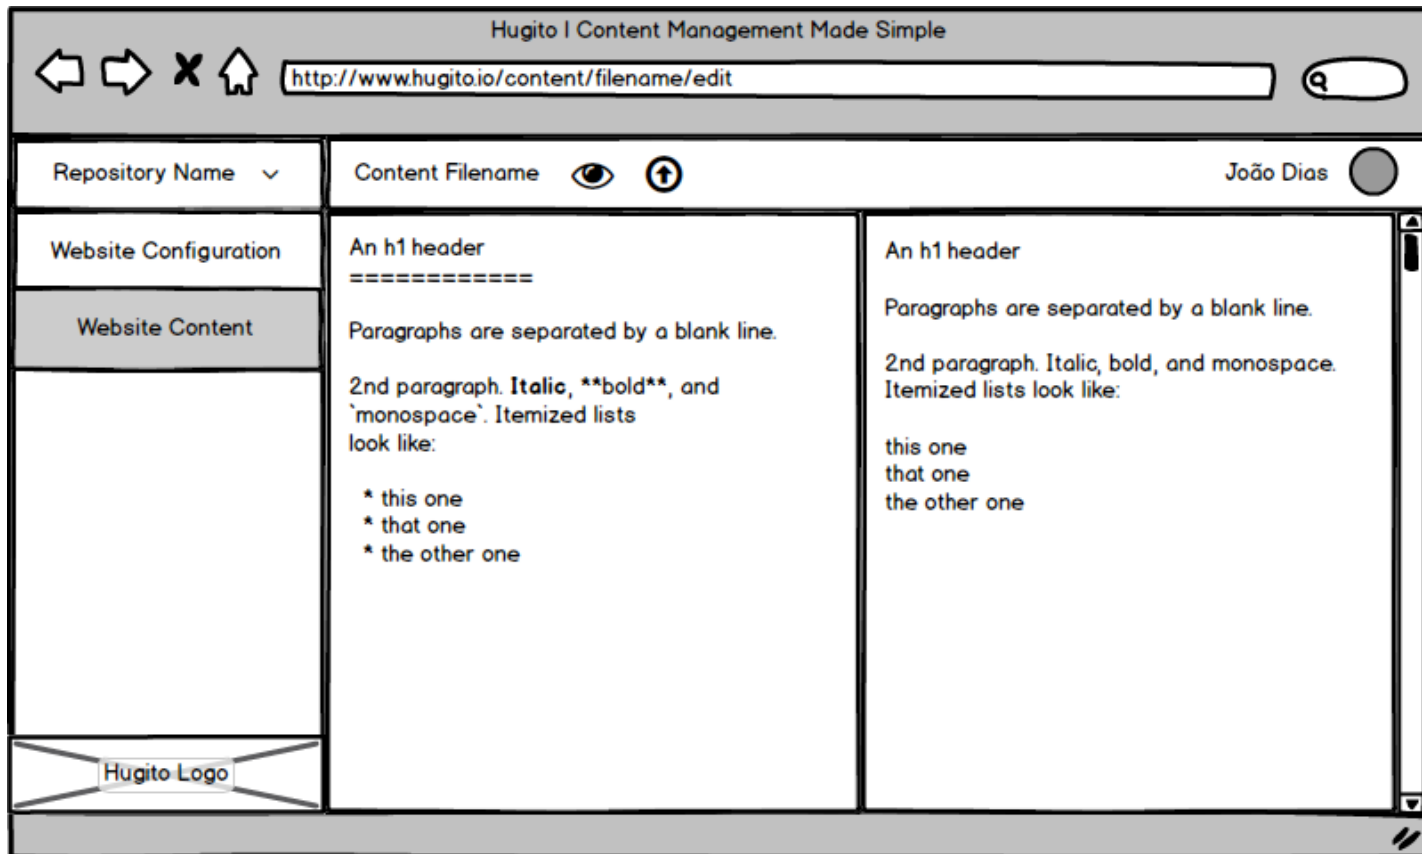 Hugito | Content Management Made Simple
http://www.hugito.io/content/filename/edit
Repository Name
Content Filename
João Dias
Website Configuration
Website Content
Hugito Logo
An h1 header
============
Paragraphs are separated by a blank line.
2nd paragraph. Italic, **bold**, and
`monospace`. Itemized lists
look like:
* this one
* that one
* the other one
An h1 header
Paragraphs are separated by a blank line.
2nd paragraph. Italic, bold, and monospace.
Itemized lists look like:
this one
that one
the other one